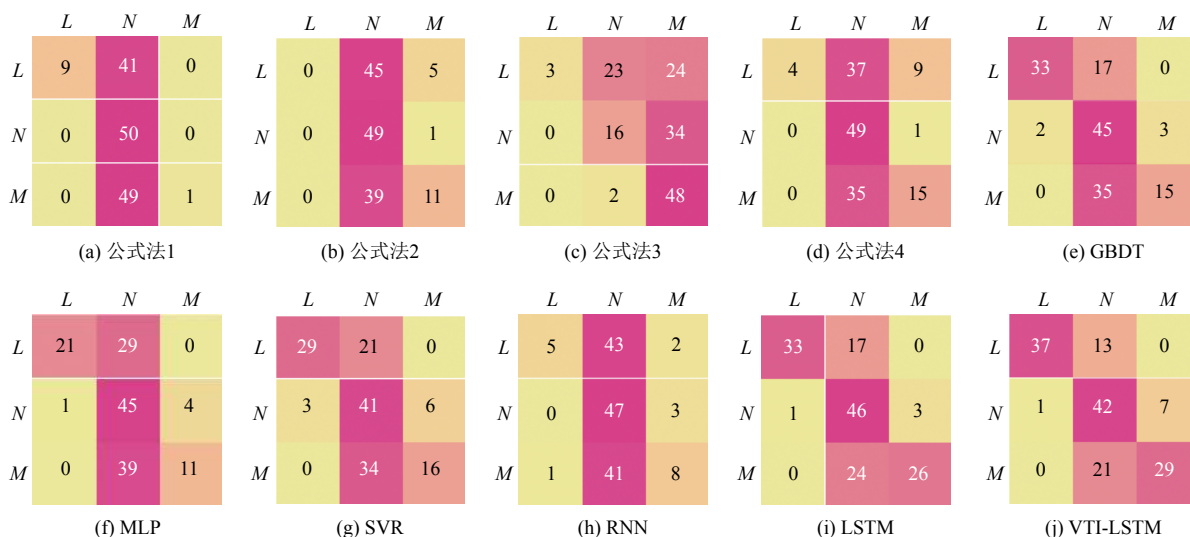 L N M L N M L N M L N M L N M
L 9 41 0 L 0 45 5 L 3 23 24 L 4 37 9 L 33 17 0
N 0 50 0 N 0 49 1 N 0 16 34 N 0 49 1 N 2 45 3
M 0 49 1 M 0 39 11 M 0 2 48 M 0 35 15 M 0 35 15
(a) 公式法1 (b) 公式法2 (c) 公式法3 (d) 公式法4 (e) GBDT
L N M L N M L N M L N M L N M
L 21 29 0 L 29 21 0 L 5 43 2 L 33 17 0 L 37 13 0
N 1 45 4 N 3 41 6 N 0 47 3 N 1 46 3 N 1 42 7
M 0 39 11 M 0 34 16 M 1 41 8 M 0 24 26 M 0 21 29
(f) MLP (g) SVR (h) RNN (i) LSTM (j) VTI-LSTM